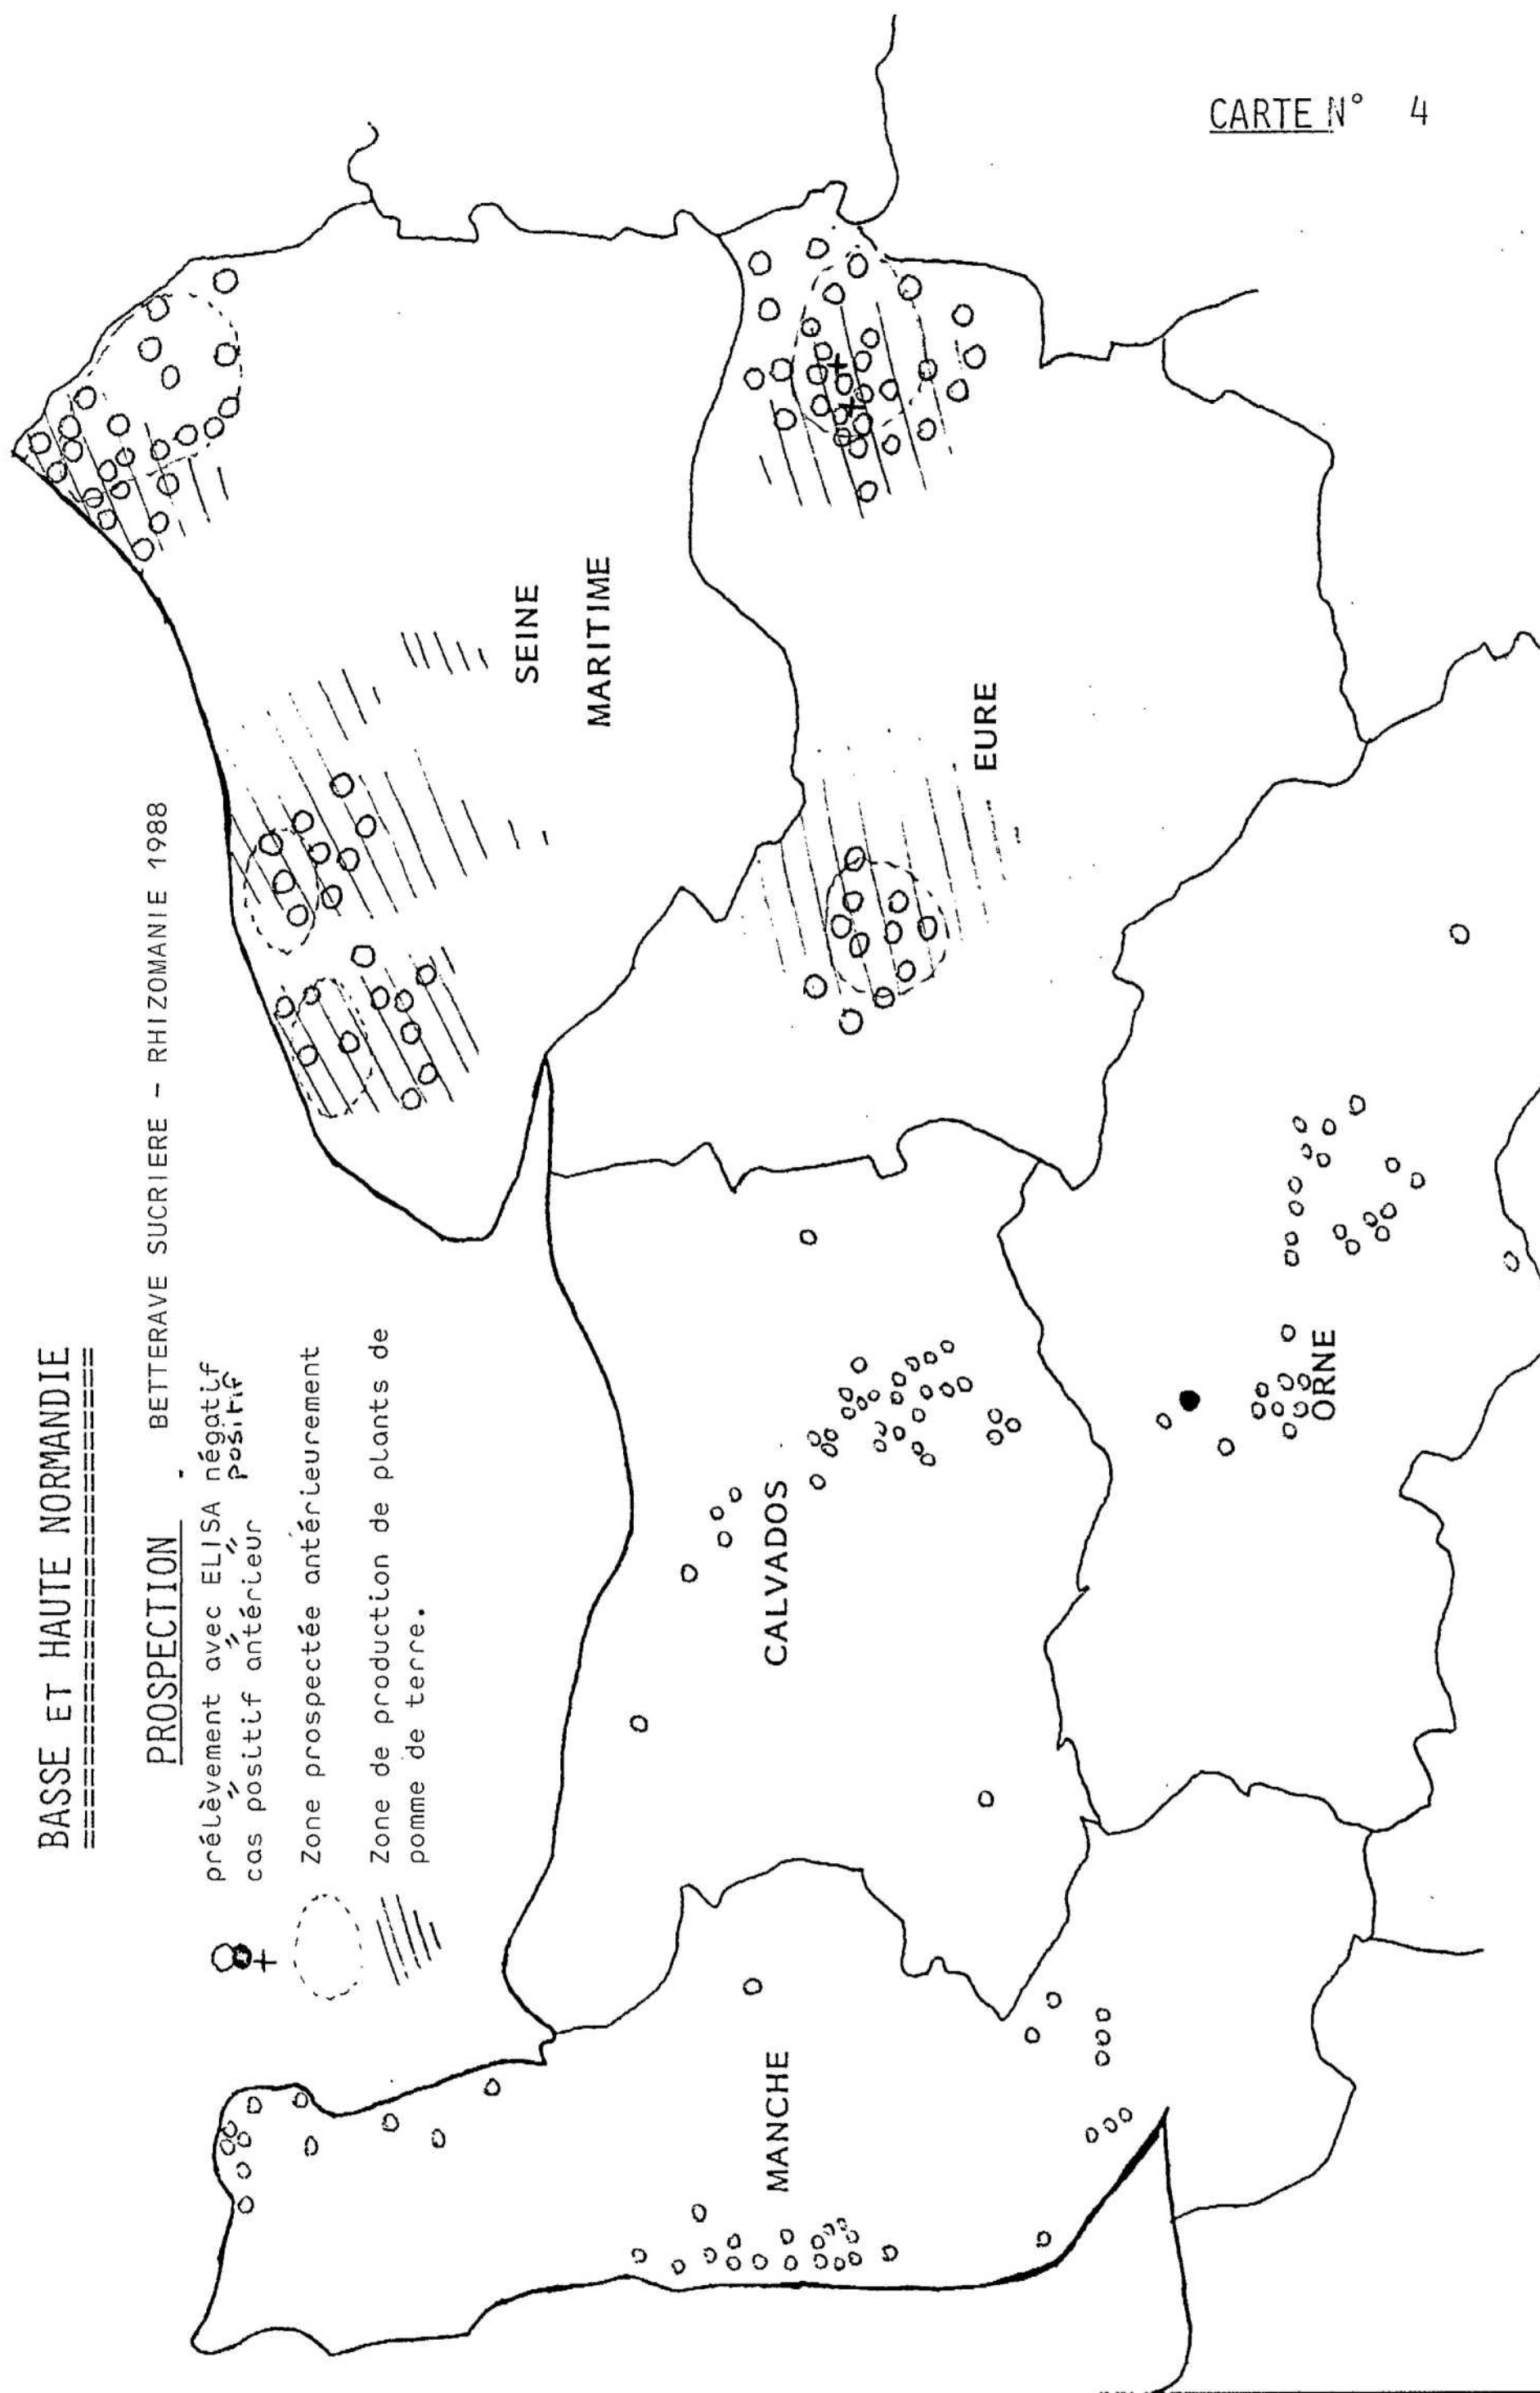 BASSE ET HAUTE NORMANDIE
PROSPECTION - BETTERAVE SUCRIERE - RHIZOMANIE 1988
prélèvement avec ELISA négatif
" " " positif
cas positif antérieur
Zone prospectée antérieurement
Zone de production de plants de
pomme de terre.
SEINE
MARITIME
EURE
CALVADOS
MANCHE
ORNE
CARTE N° 4